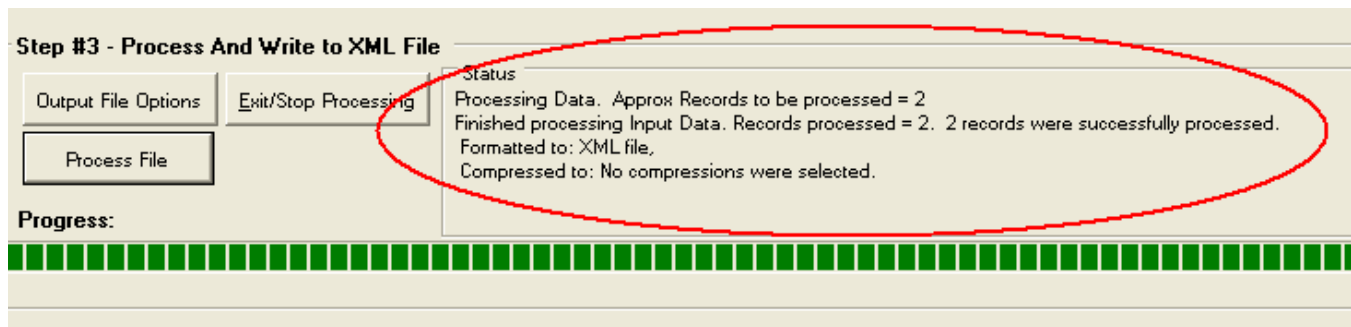 Step #3 - Process And Write to XML File
Output File Options
Exit/Stop Processing
Process File
Status
Processing Data.  Approx Records to be processed = 2
Finished processing Input Data. Records processed = 2.  2 records were successfully processed.
Formatted to: XML file,
Compressed to: No compressions were selected.
Progress: